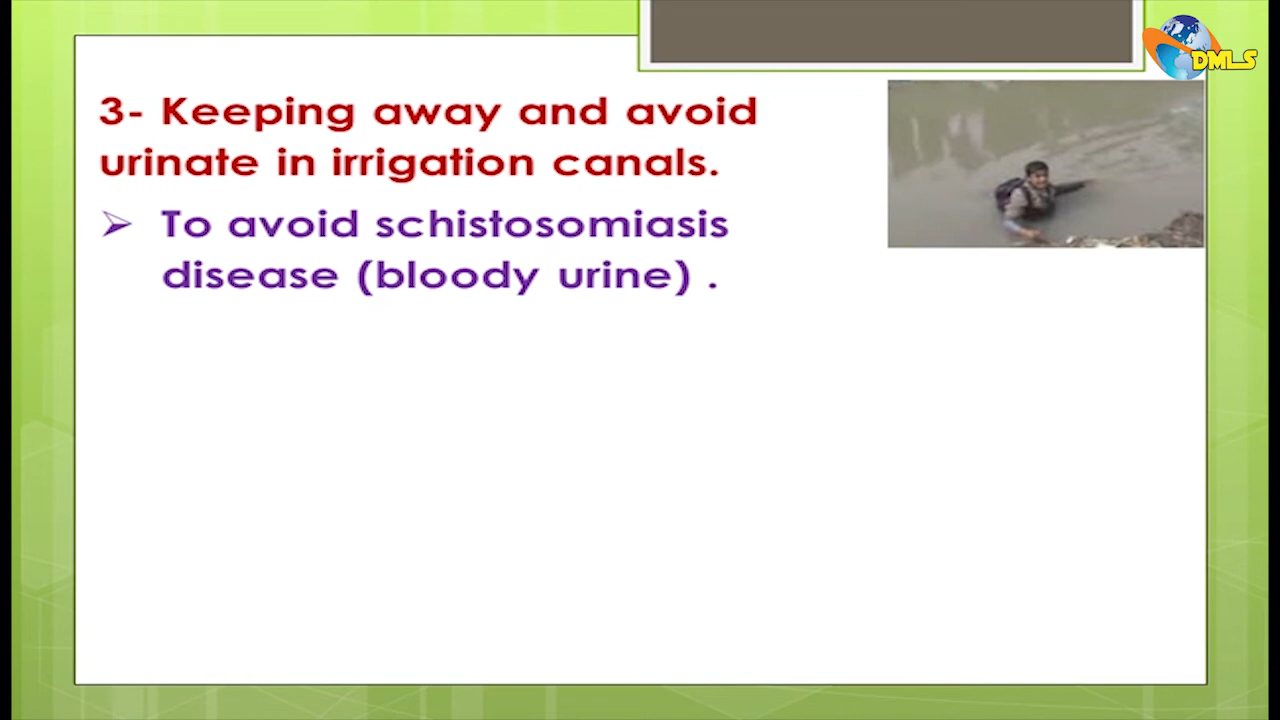 DMLS
3- Keeping away and avoid
urinate in irrigation canals.
To avoid schistosomiasis
disease (bloody urine) .